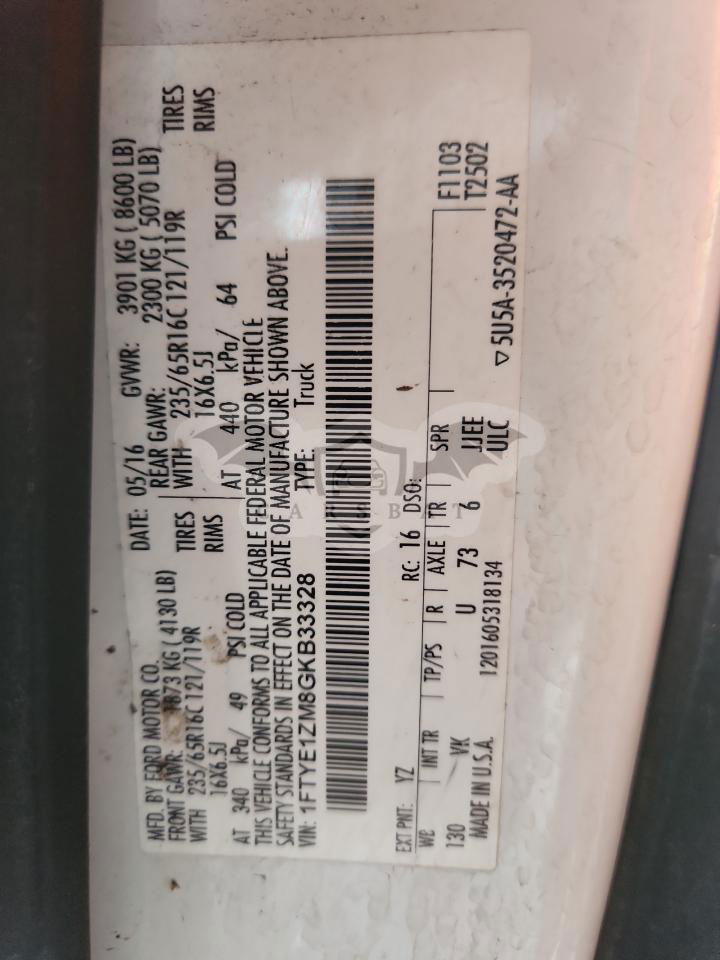 MFD. BY FORD MOTOR CO.
DATE: 05/16 GVWR: 3901 KG ( 8600 LB)
FRONT GAWR: 1873 KG ( 4130 LB)
REAR GAWR: 2300 KG ( 5070 LB)
WITH 235/65R16C 121/119R TIRES
WITH 235/65R16C 121/119R TIRES
16X6.5J RIMS
16X6.5J RIMS
AT 340 kPa/ 49 PSI COLD
AT 440 kPa/ 64 PSI COLD
THIS VEHICLE CONFORMS TO ALL APPLICABLE FEDERAL MOTOR VEHICLE
SAFETY STANDARDS IN EFFECT ON THE DATE OF MANUFACTURE SHOWN ABOVE.
VIN: 1FTYE1ZM8GKB33328 TYPE: Truck
EXT PNT: YZ RC: 16 DSO:
WB INT TR TP/PS R AXLE TR SPR F1103
130 VK U 73 6 JJEE T2502
MADE IN U.S.A. 1201605318134 ULC
▽ 5U5A-3520472-AA